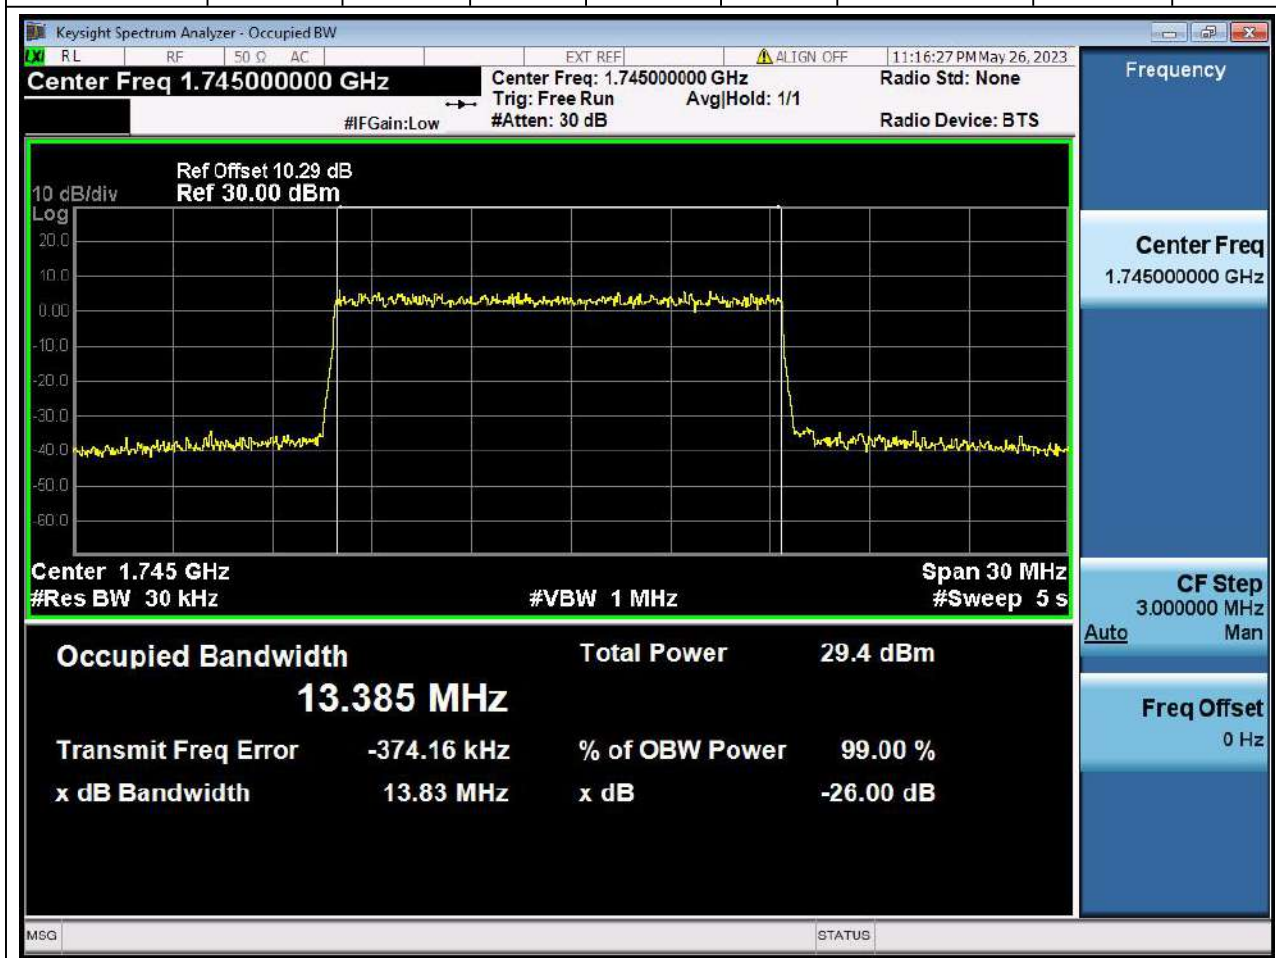 Keysight Spectrum Analyzer - Occupied BW
LXI RL RF 50 Ω AC EXT REF ALIGN OFF 11:16:27 PM May 26, 2023
Center Freq 1.745000000 GHz
Center Freq: 1.745000000 GHz
Radio Std: None
Trig: Free Run Avg|Hold: 1/1
#IFGain:Low
#Atten: 30 dB
Radio Device: BTS
Frequency
Ref Offset 10.29 dB
10 dB/div Ref 30.00 dBm
Log
20.0
10.0
0.00
-10.0
-20.0
-30.0
-40.0
-50.0
-60.0
Center 1.745 GHz Span 30 MHz
#Res BW 30 kHz #VBW 1 MHz #Sweep 5 s
Center Freq
1.745000000 GHz
CF Step
3.000000 MHz
Auto Man
Freq Offset
0 Hz
Occupied Bandwidth Total Power 29.4 dBm
13.385 MHz
Transmit Freq Error -374.16 kHz % of OBW Power 99.00 %
x dB Bandwidth 13.83 MHz x dB -26.00 dB
MSG STATUS